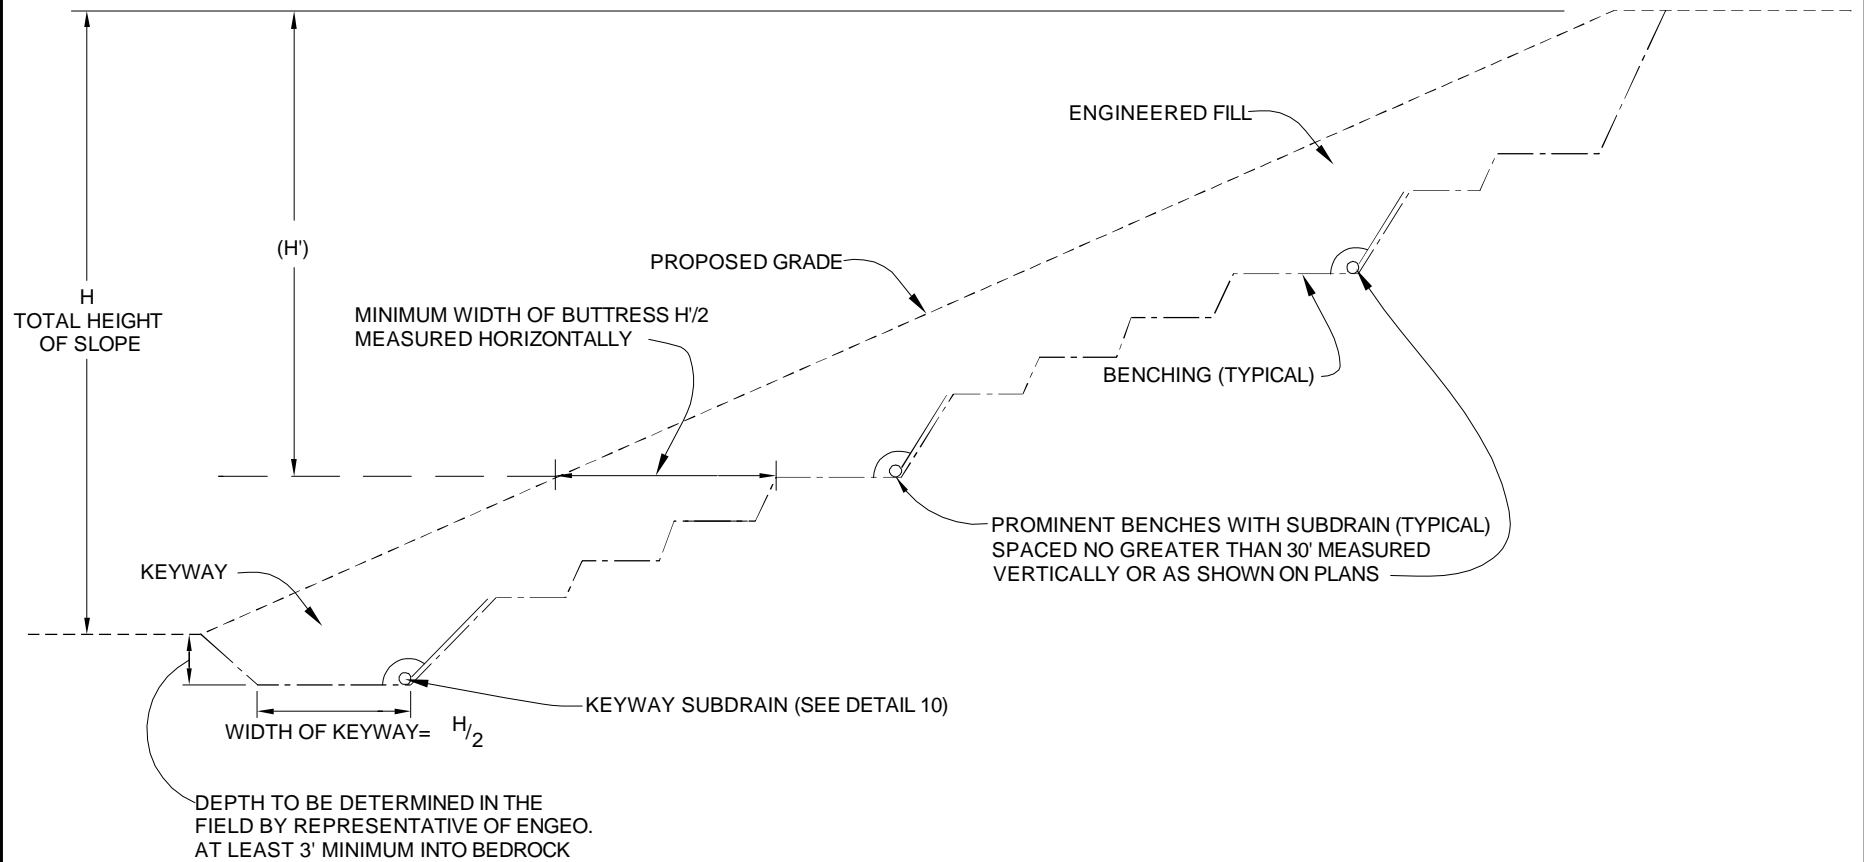 ENGINEERED FILL
(H')
PROPOSED GRADE
H
TOTAL HEIGHT
OF SLOPE
MINIMUM WIDTH OF BUTTRESS H'/2
MEASURED HORIZONTALLY
BENCHING (TYPICAL)
PROMINENT BENCHES WITH SUBDRAIN (TYPICAL)
SPACED NO GREATER THAN 30' MEASURED
VERTICALLY OR AS SHOWN ON PLANS
KEYWAY
KEYWAY SUBDRAIN (SEE DETAIL 10)
WIDTH OF KEYWAY= H/2
DEPTH TO BE DETERMINED IN THE
FIELD BY REPRESENTATIVE OF ENGEO.
AT LEAST 3' MINIMUM INTO BEDROCK